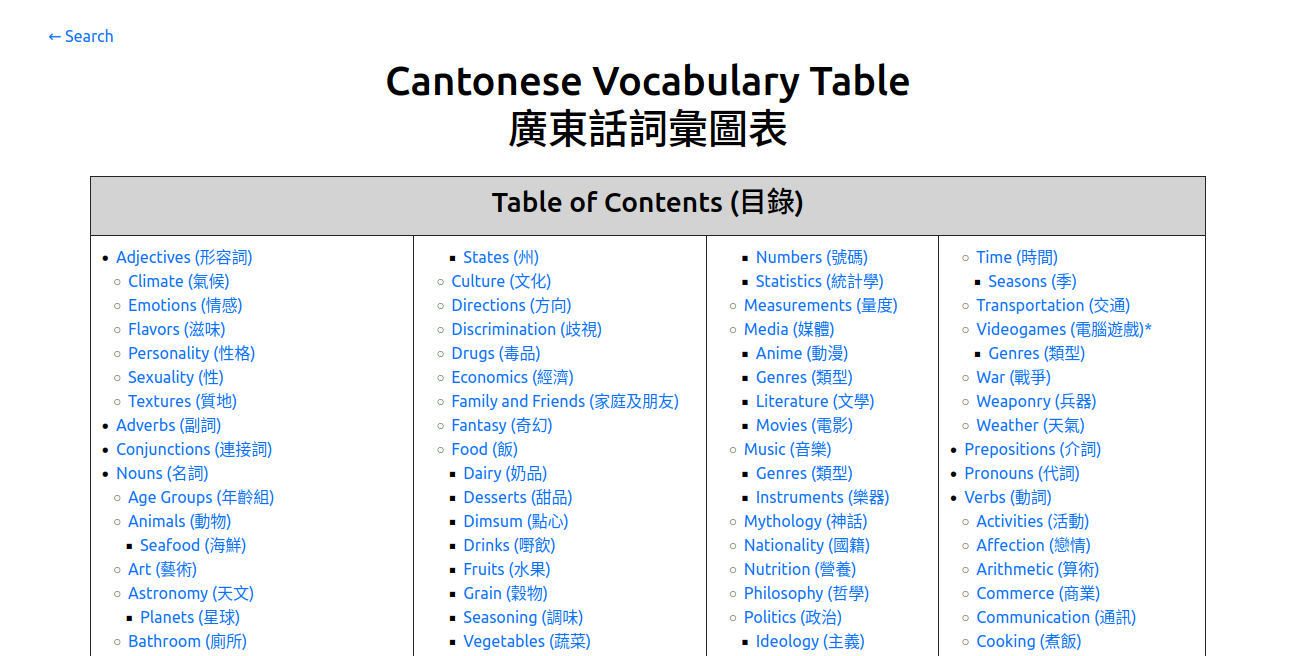 ← Search
Cantonese Vocabulary Table
廣東話詞彙圖表
Table of Contents (目錄)
Adjectives (形容詞)
Climate (氣候)
Emotions (情感)
Flavors (滋味)
Personality (性格)
Sexuality (性)
Textures (質地)
Adverbs (副詞)
Conjunctions (連接詞)
Nouns (名詞)
Age Groups (年齡組)
Animals (動物)
Seafood (海鮮)
Art (藝術)
Astronomy (天文)
Planets (星球)
Bathroom (廁所)
States (州)
Culture (文化)
Directions (方向)
Discrimination (歧視)
Drugs (毒品)
Economics (經濟)
Family and Friends (家庭及朋友)
Fantasy (奇幻)
Food (飯)
Dairy (奶品)
Desserts (甜品)
Dimsum (點心)
Drinks (嘢飲)
Fruits (水果)
Grain (穀物)
Seasoning (調味)
Vegetables (蔬菜)
Numbers (號碼)
Statistics (統計學)
Measurements (量度)
Media (媒體)
Anime (動漫)
Genres (類型)
Literature (文學)
Movies (電影)
Music (音樂)
Genres (類型)
Instruments (樂器)
Mythology (神話)
Nationality (國籍)
Nutrition (營養)
Philosophy (哲學)
Politics (政治)
Ideology (主義)
Time (時間)
Seasons (季)
Transportation (交通)
Videogames (電腦遊戲)*
Genres (類型)
War (戰爭)
Weaponry (兵器)
Weather (天氣)
Prepositions (介詞)
Pronouns (代詞)
Verbs (動詞)
Activities (活動)
Affection (戀情)
Arithmetic (算術)
Commerce (商業)
Communication (通訊)
Cooking (煮飯)